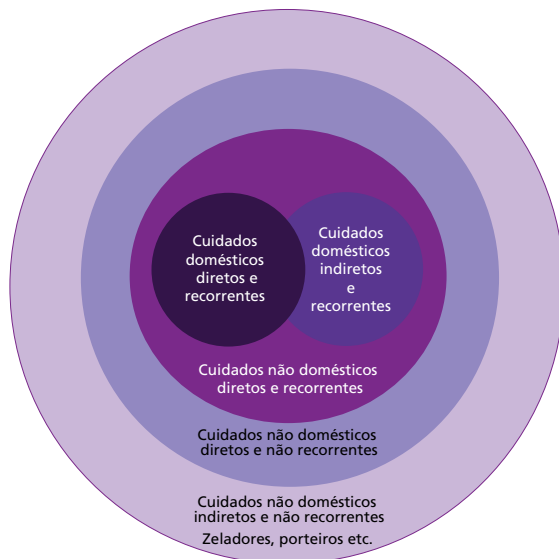 Cuidados
domésticos
diretos e
recorrentes
Cuidados
domésticos
indiretos
e
recorrentes
Cuidados não domésticos
diretos e recorrentes
Cuidados não domésticos
diretos e não recorrentes
Cuidados não domésticos
indiretos e não recorrentes
Zeladores, porteiros etc.